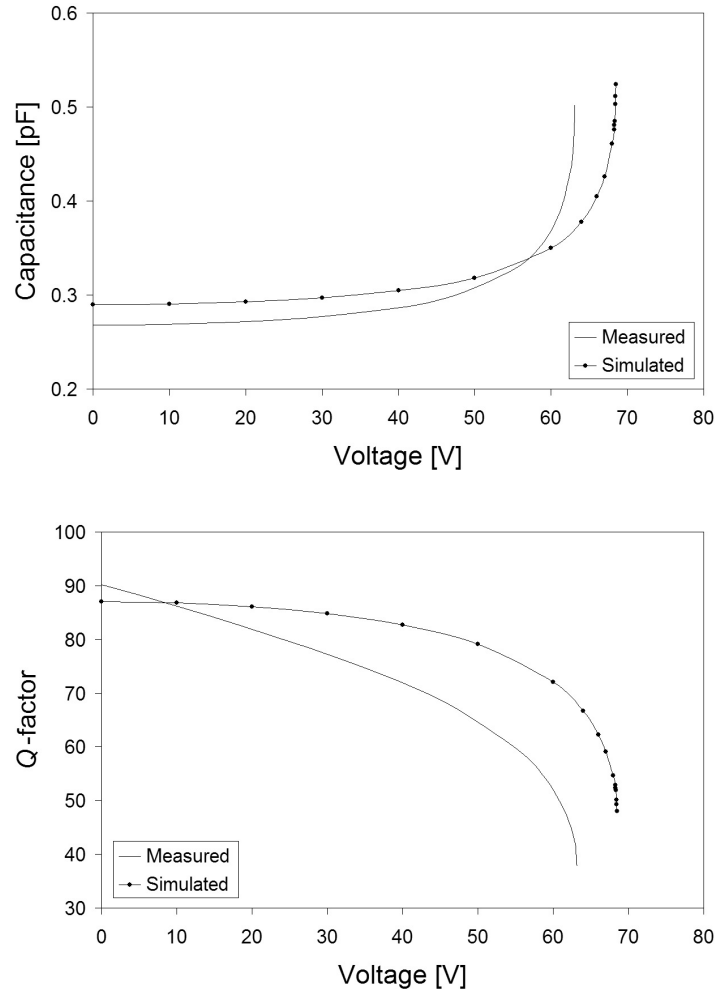 0.6
0.5
0.4
0.3
0.2
Capacitance [pF]
Measured
Simulated
0 10 20 30 40 50 60 70 80
Voltage [V]
100
90
80
70
60
50
40
30
Q-factor
Measured
Simulated
0 10 20 30 40 50 60 70 80
Voltage [V]